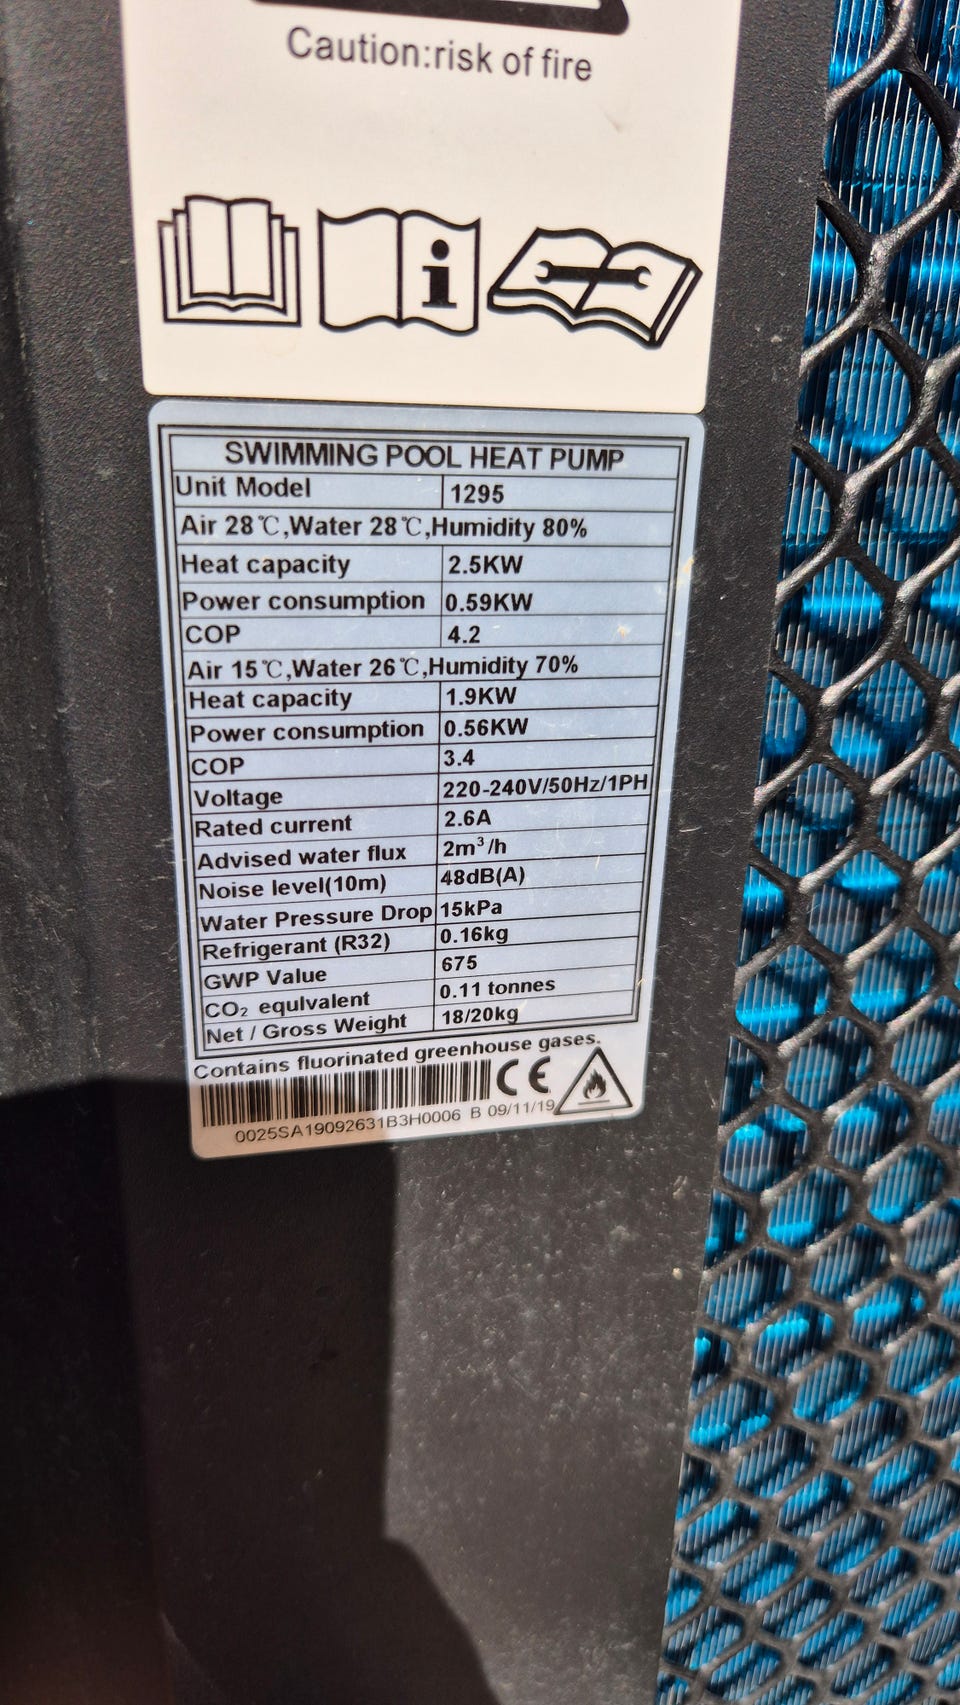 Caution:risk of fire
SWIMMING POOL HEAT PUMP
Unit Model 1295
Air 28℃,Water 28℃,Humidity 80%
Heat capacity 2.5KW
Power consumption 0.59KW
COP 4.2
Air 15℃,Water 26℃,Humidity 70%
Heat capacity 1.9KW
Power consumption 0.56KW
COP 3.4
Voltage 220-240V/50Hz/1PH
Rated current 2.6A
Advised water flux 2m³/h
Noise level(10m) 48dB(A)
Water Pressure Drop 15kPa
Refrigerant (R32) 0.16kg
GWP Value 675
CO₂ equlvalent 0.11 tonnes
Net / Gross Weight 18/20kg
Contains fluorinated greenhouse gases.
CE
0025SA19092631B3H0006 B 09/11/19